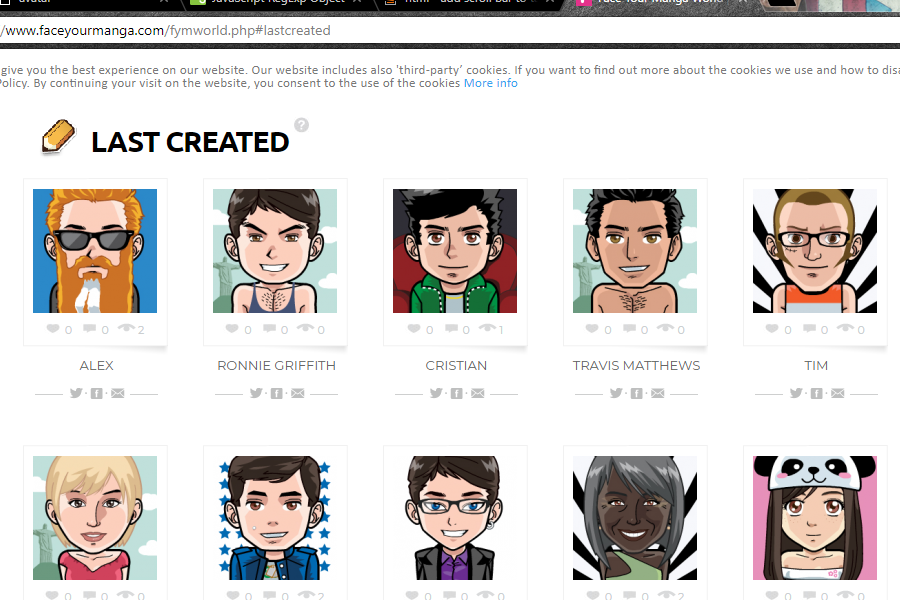 avatar
JavaScript RegExp Object
html - add scroll bar to
Face Your Manga World
/www.faceyourmanga.com/fymworld.php#lastcreated
give you the best experience on our website. Our website includes also 'third-party' cookies. If you want to find out more about the cookies we use and how to disa
Policy. By continuing your visit on the website, you consent to the use of the cookies More info
LAST CREATED ?
0 0 2 0 0 0 0 0 1 0 0 0 0 0 0
ALEX RONNIE GRIFFITH CRISTIAN TRAVIS MATTHEWS TIM
0 0 0 0 0 2 0 0 0 0 0 2 0 0 0